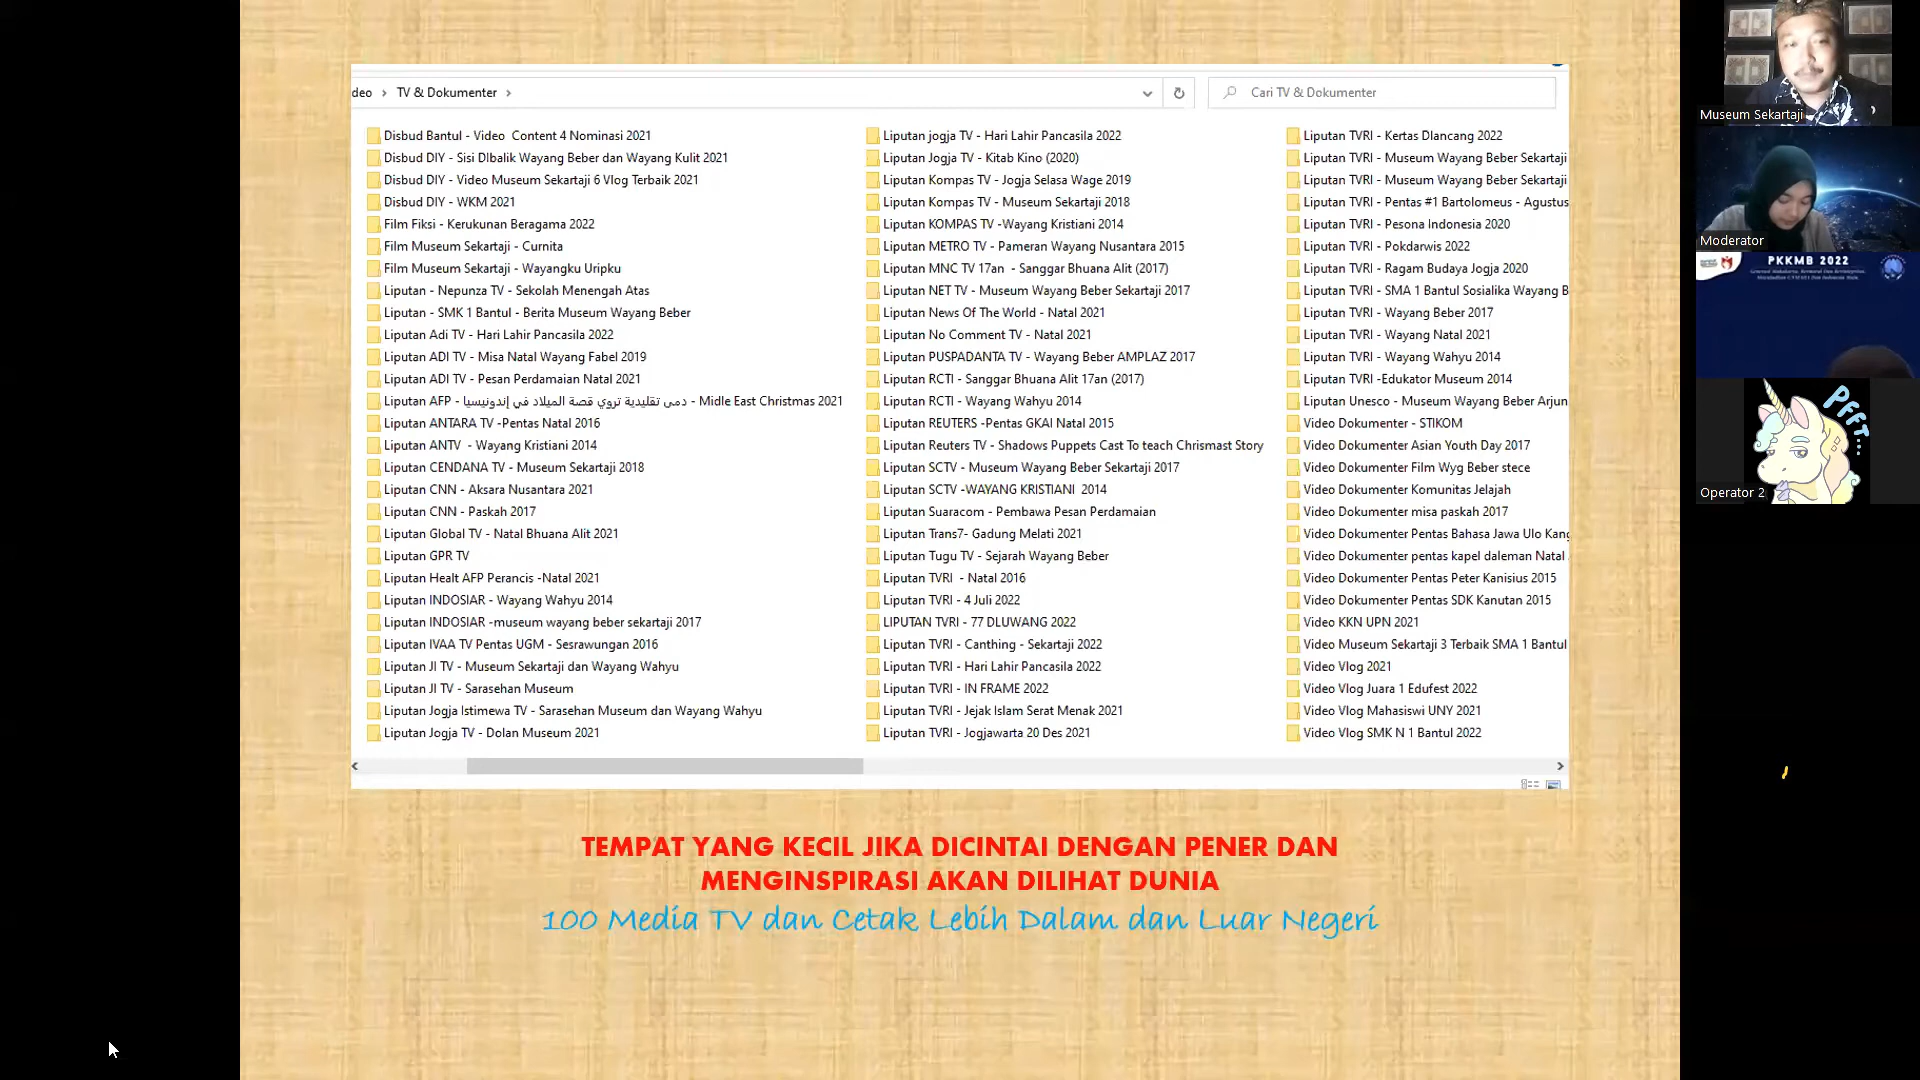 deo > TV & Dokumenter >
Cari TV & Dokumenter
Disbud Bantul - Video  Content 4 Nominasi 2021
Disbud DIY - Sisi DIbalik Wayang Beber dan Wayang Kulit 2021
Disbud DIY - Video Museum Sekartaji 6 Vlog Terbaik 2021
Disbud DIY - WKM 2021
Film Fiksi - Kerukunan Beragama 2022
Film Museum Sekartaji - Curnita
Film Museum Sekartaji - Wayangku Uripku
Liputan - Nepunza TV - Sekolah Menengah Atas
Liputan - SMK 1 Bantul - Berita Museum Wayang Beber
Liputan Adi TV - Hari Lahir Pancasila 2022
Liputan ADI TV - Misa Natal Wayang Fabel 2019
Liputan ADI TV - Pesan Perdamaian Natal 2021
Liputan AFP - دمى تقليدية تروي قصة الميلاد في إندونيسيا - Midle East Christmas 2021
Liputan ANTARA TV -Pentas Natal 2016
Liputan ANTV  - Wayang Kristiani 2014
Liputan CENDANA TV - Museum Sekartaji 2018
Liputan CNN - Aksara Nusantara 2021
Liputan CNN - Paskah 2017
Liputan Global TV - Natal Bhuana Alit 2021
Liputan GPR TV
Liputan Healt AFP Perancis -Natal 2021
Liputan INDOSIAR - Wayang Wahyu 2014
Liputan INDOSIAR -museum wayang beber sekartaji 2017
Liputan IVAA TV Pentas UGM - Sesrawungan 2016
Liputan JI TV - Museum Sekartaji dan Wayang Wahyu
Liputan JI TV - Sarasehan Museum
Liputan Jogja Istimewa TV - Sarasehan Museum dan Wayang Wahyu
Liputan Jogja TV - Dolan Museum 2021
Liputan jogja TV - Hari Lahir Pancasila 2022
Liputan Jogja TV - Kitab Kino (2020)
Liputan Kompas TV - Jogja Selasa Wage 2019
Liputan Kompas TV - Museum Sekartaji 2018
Liputan KOMPAS TV -Wayang Kristiani 2014
Liputan METRO TV - Pameran Wayang Nusantara 2015
Liputan MNC TV 17an  - Sanggar Bhuana Alit (2017)
Liputan NET TV - Museum Wayang Beber Sekartaji 2017
Liputan News Of The World - Natal 2021
Liputan No Comment TV - Natal 2021
Liputan PUSPADANTA TV - Wayang Beber AMPLAZ 2017
Liputan RCTI - Sanggar Bhuana Alit 17an (2017)
Liputan RCTI - Wayang Wahyu 2014
Liputan REUTERS -Pentas GKAI Natal 2015
Liputan Reuters TV - Shadows Puppets Cast To teach Chrismast Story
Liputan SCTV - Museum Wayang Beber Sekartaji 2017
Liputan SCTV -WAYANG KRISTIANI  2014
Liputan Suaracom - Pembawa Pesan Perdamaian
Liputan Trans7- Gadung Melati 2021
Liputan Tugu TV - Sejarah Wayang Beber
Liputan TVRI  - Natal 2016
Liputan TVRI - 4 Juli 2022
LIPUTAN TVRI - 77 DLUWANG 2022
Liputan TVRI - Canthing - Sekartaji 2022
Liputan TVRI - Hari Lahir Pancasila 2022
Liputan TVRI - IN FRAME 2022
Liputan TVRI - Jejak Islam Serat Menak 2021
Liputan TVRI - Jogjawarta 20 Des 2021
Liputan TVRI - Kertas DIancang 2022
Liputan TVRI - Museum Wayang Beber Sekartaji
Liputan TVRI - Museum Wayang Beber Sekartaji
Liputan TVRI - Pentas #1 Bartolomeus - Agustus
Liputan TVRI - Pesona Indonesia 2020
Liputan TVRI - Pokdarwis 2022
Liputan TVRI - Ragam Budaya Jogja 2020
Liputan TVRI - SMA 1 Bantul Sosialika Wayang B
Liputan TVRI - Wayang Beber 2017
Liputan TVRI - Wayang Natal 2021
Liputan TVRI - Wayang Wahyu 2014
Liputan TVRI -Edukator Museum 2014
Liputan Unesco - Museum Wayang Beber Arjun
Video Dokumenter - STIKOM
Video Dokumenter Asian Youth Day 2017
Video Dokumenter Film Wyg Beber stece
Video Dokumenter Komunitas Jelajah
Video Dokumenter misa paskah 2017
Video Dokumenter Pentas Bahasa Jawa Ulo Kang
Video Dokumenter pentas kapel daleman Natal
Video Dokumenter Pentas Peter Kanisius 2015
Video Dokumenter Pentas SDK Kanutan 2015
Video KKN UPN 2021
Video Museum Sekartaji 3 Terbaik SMA 1 Bantul
Video Vlog 2021
Video Vlog Juara 1 Edufest 2022
Video Vlog Mahasiswi UNY 2021
Video Vlog SMK N 1 Bantul 2022
TEMPAT YANG KECIL JIKA DICINTAI DENGAN PENER DAN
MENGINSPIRASI AKAN DILIHAT DUNIA
100 Media TV dan Cetak Lebih Dalam dan Luar Negeri
Museum Sekartaji
Moderator
PKKMB 2022
PFFT...
Operator 2